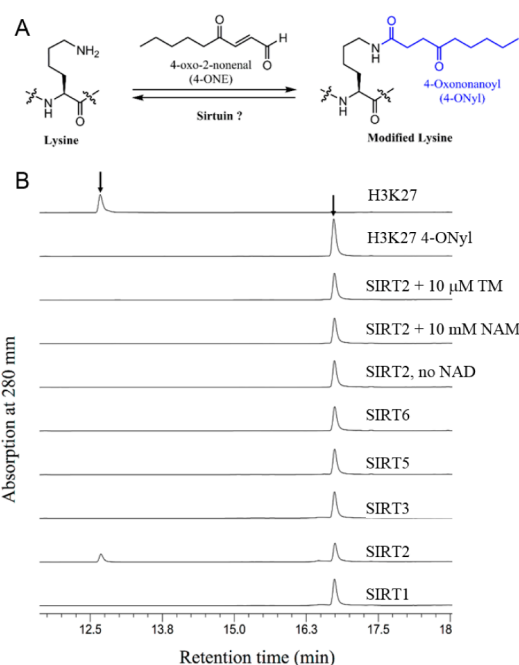 A
NH₂
O
H
O
4-oxo-2-nonenal
(4-ONE)
Sirtuin ?
N
H
O
Lysine
O
N
H
O
4-Oxononanoyl
(4-ONyl)
N
H
O
Modified Lysine
B
H3K27
H3K27 4-ONyl
SIRT2 + 10 μM TM
SIRT2 + 10 mM NAM
SIRT2, no NAD
SIRT6
SIRT5
SIRT3
SIRT2
SIRT1
Absorption at 280 mm
12.5 13.8 15.0 16.3 17.5 18
Retention time (min)